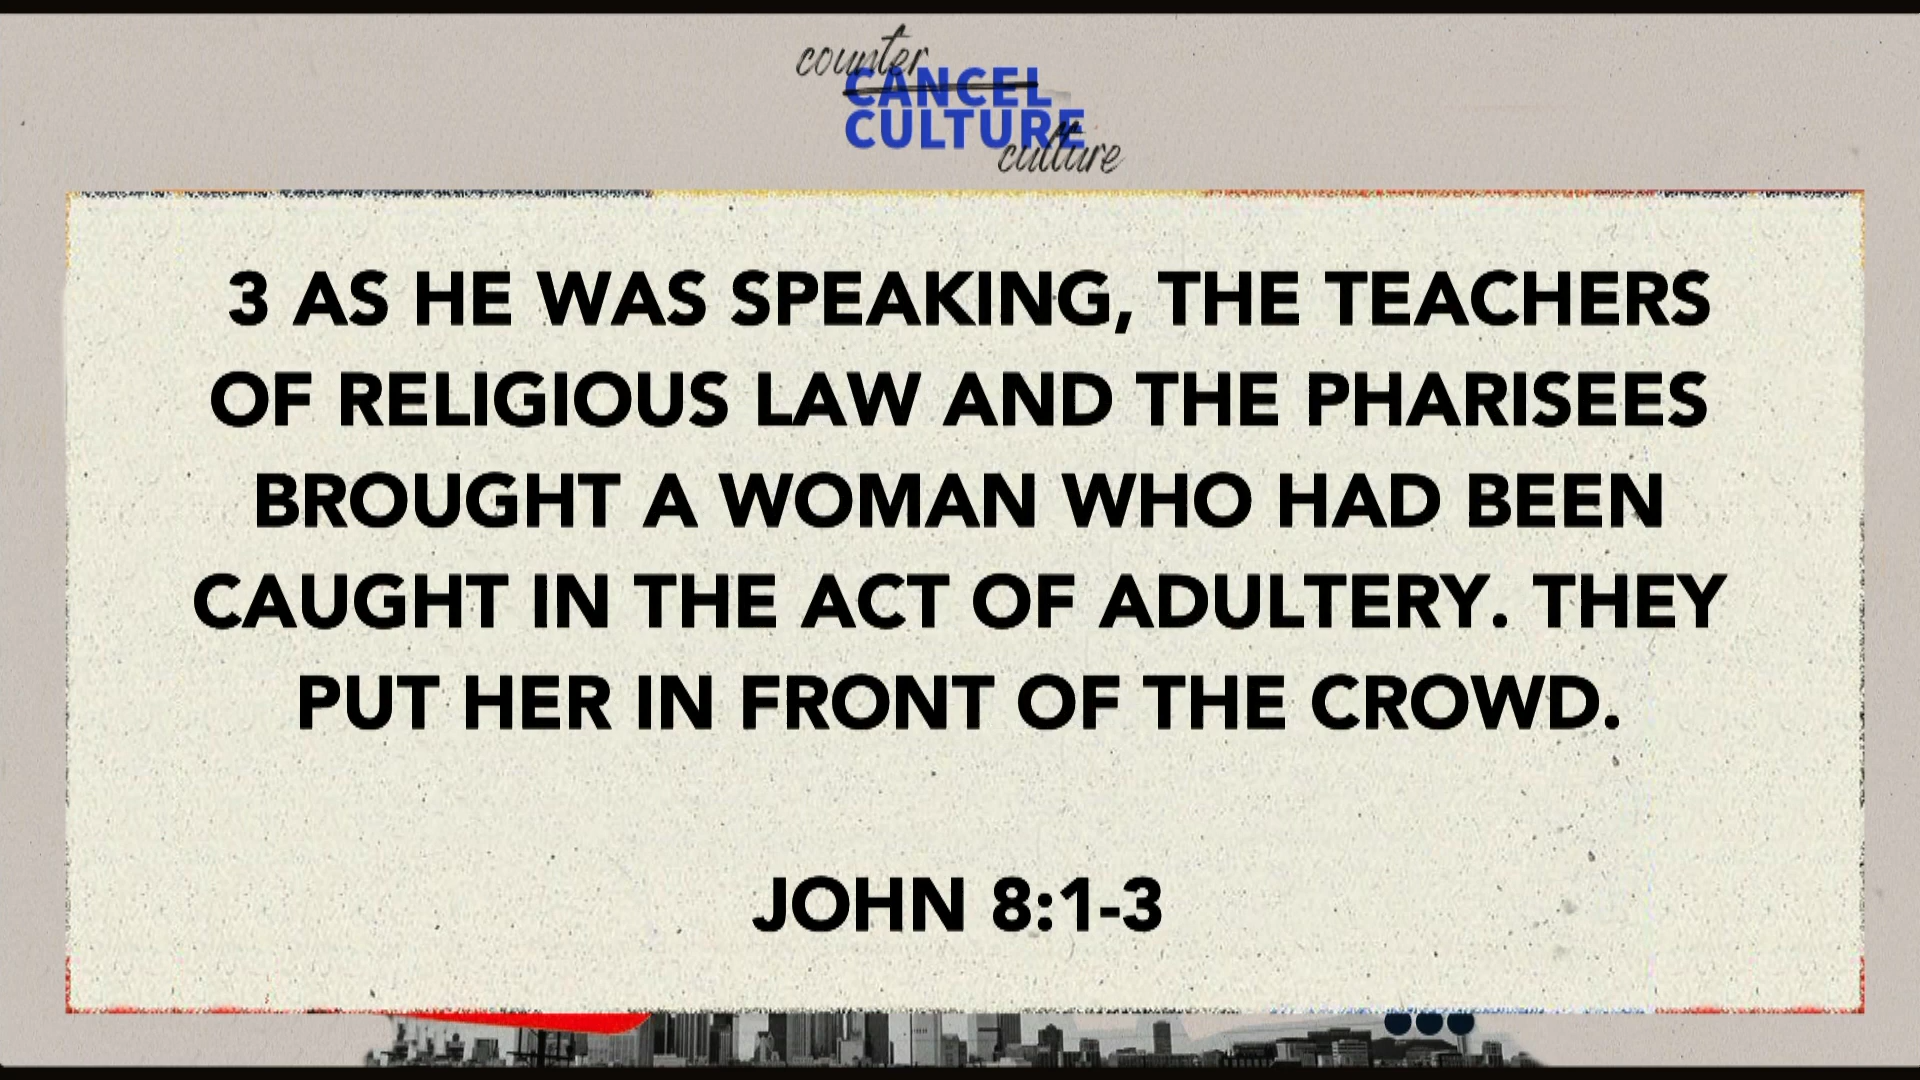 counter
CANCEL
CULTURE
culture
3 AS HE WAS SPEAKING, THE TEACHERS
OF RELIGIOUS LAW AND THE PHARISEES
BROUGHT A WOMAN WHO HAD BEEN
CAUGHT IN THE ACT OF ADULTERY. THEY
PUT HER IN FRONT OF THE CROWD.
JOHN 8:1-3